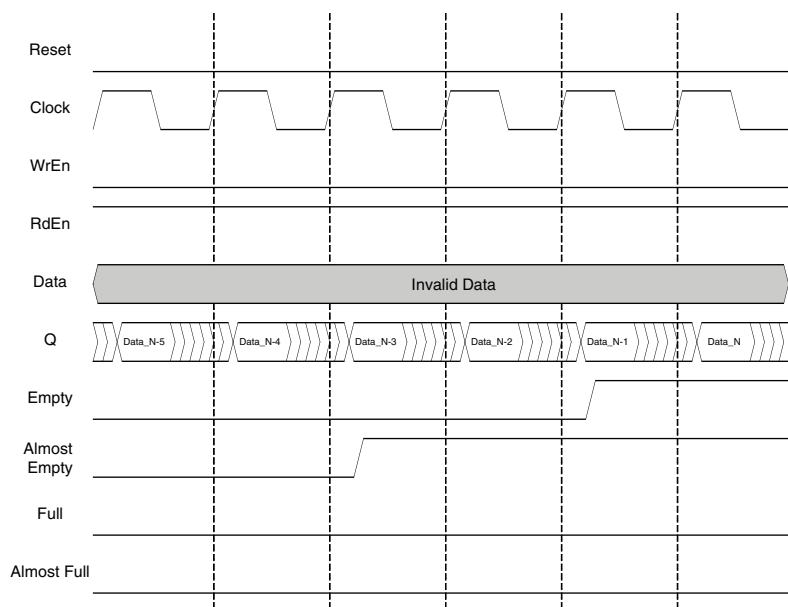 Reset
Clock
WrEn
RdEn
Data
Invalid Data
Q
Data_N-5
Data_N-4
Data_N-3
Data_N-2
Data_N-1
Data_N
Empty
Almost
Empty
Full
Almost Full